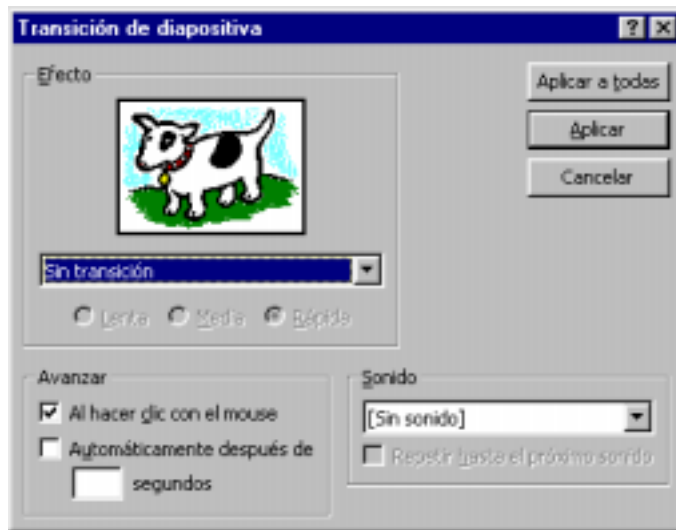 Transición de diapositiva
Efecto
Aplicar a todas
Aplicar
Cancelar
Sin transición
Lenta Media Rápida
Avanzar
Al hacer clic con el mouse
Automáticamente después de
segundos
Sonido
[Sin sonido]
Repetir hasta el próximo sonido